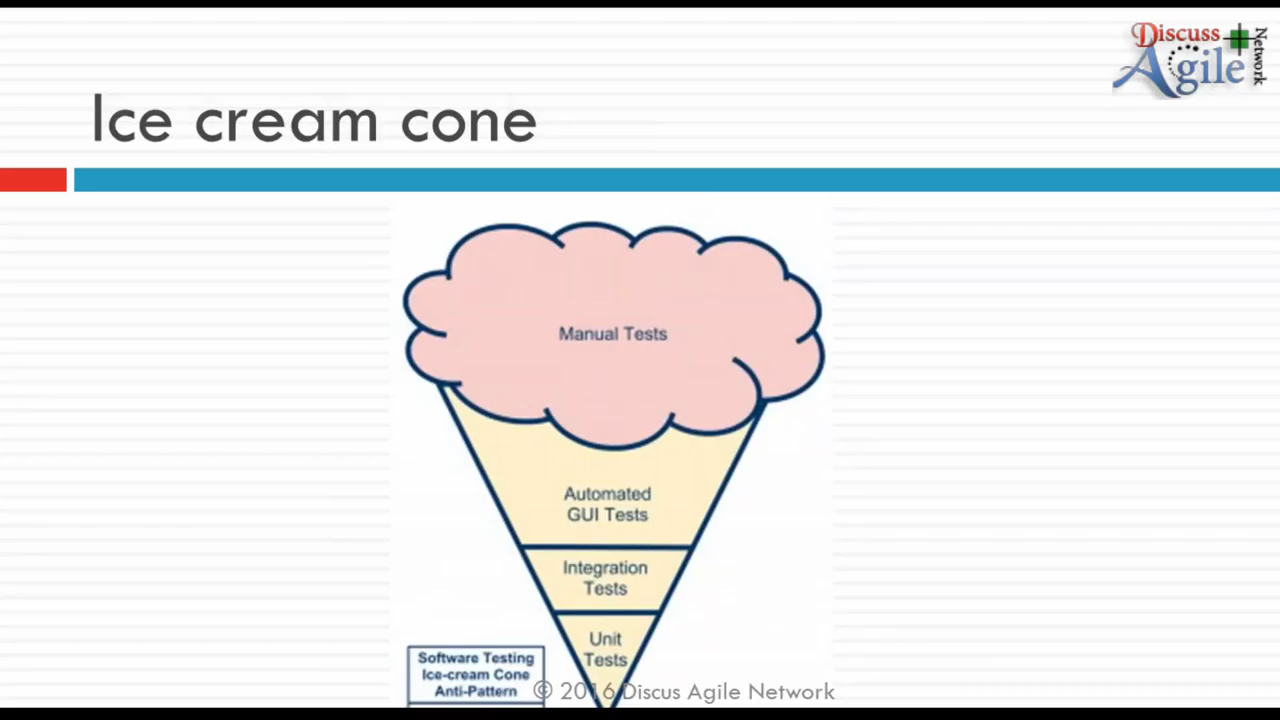 Discuss
Agile
Network
Ice cream cone
Manual Tests
Automated
GUI Tests
Integration
Tests
Unit
Tests
Software Testing
Ice-cream Cone
Anti-Pattern
© 2016 Discus Agile Network